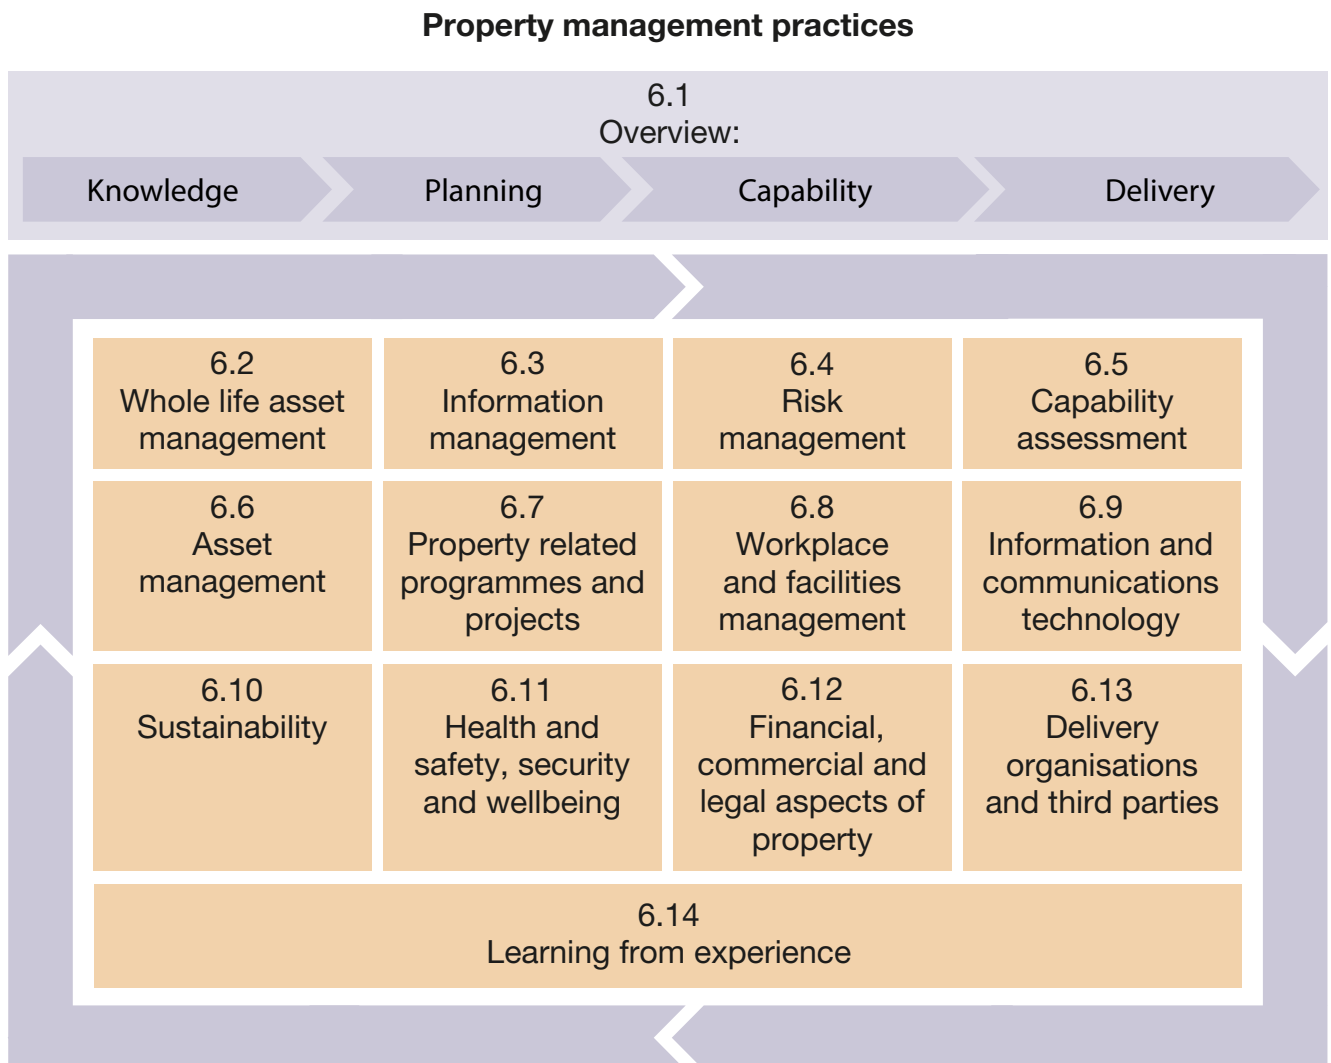 Property management practices
6.1
Overview:
Knowledge
Planning
Capability
Delivery
6.2
Whole life asset
management
6.3
Information
management
6.4
Risk
management
6.5
Capability
assessment
6.6
Asset
management
6.7
Property related
programmes and
projects
6.8
Workplace
and facilities
management
6.9
Information and
communications
technology
6.10
Sustainability
6.11
Health and
safety, security
and wellbeing
6.12
Financial,
commercial and
legal aspects of
property
6.13
Delivery
organisations
and third parties
6.14
Learning from experience